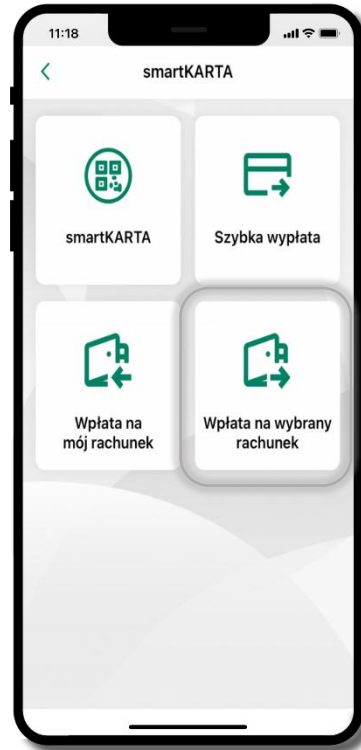 11:18
smartKARTA
smartKARTA
Szybka wypłata
Wpłata na
mój rachunek
Wpłata na wybrany
rachunek